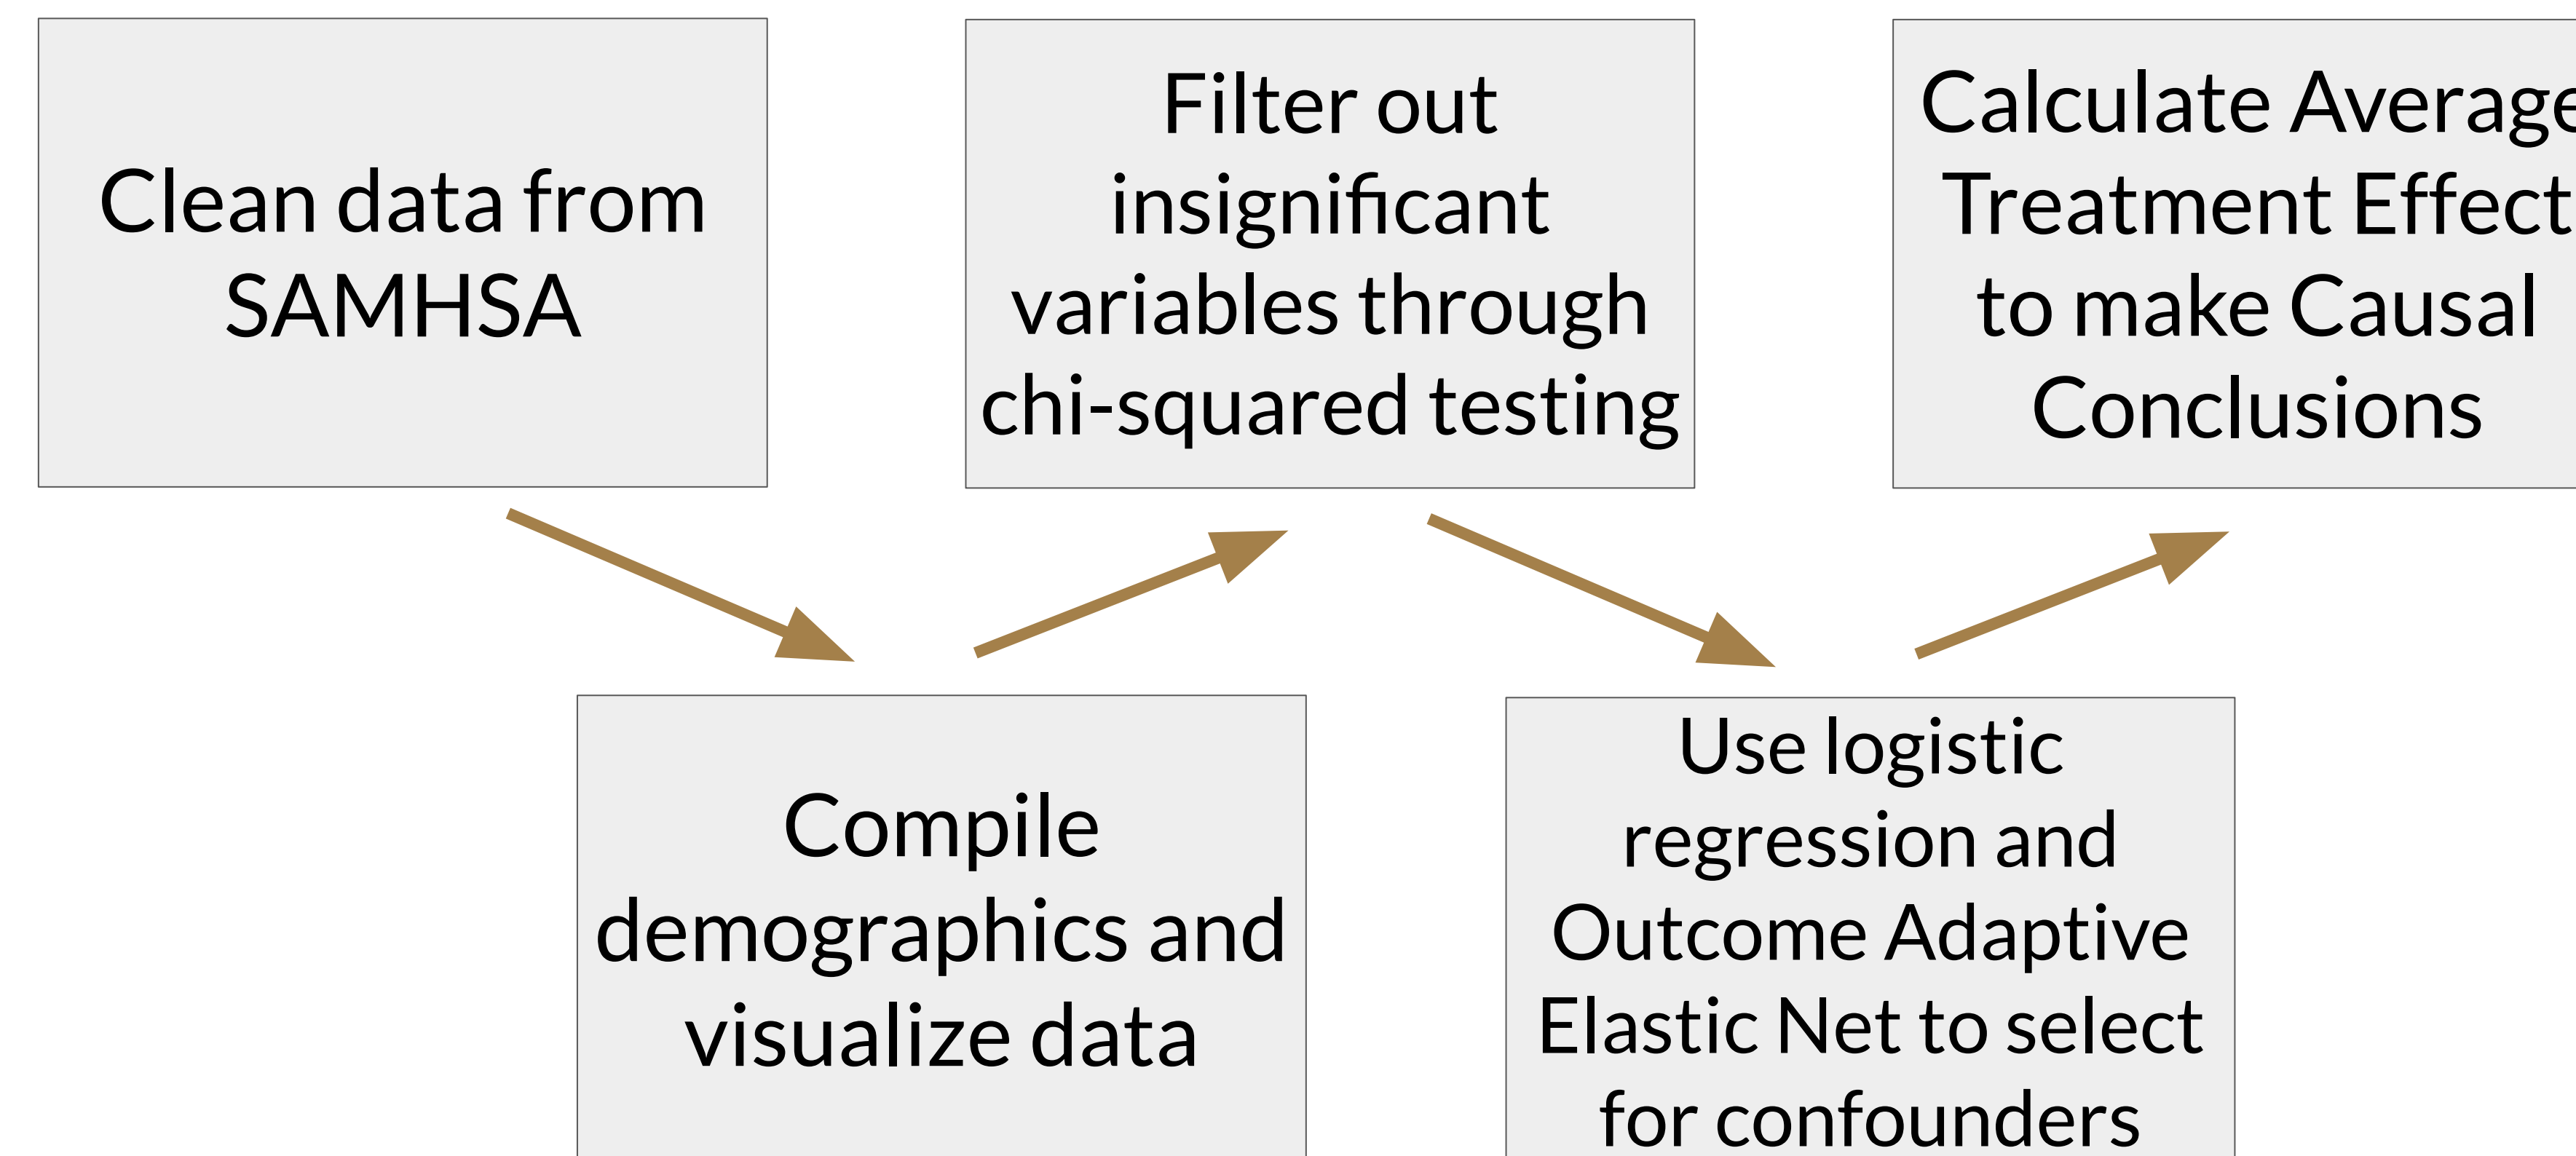 Clean data from
SAMHSA
Compile
demographics and
visualize data
Filter out
insignificant
variables through
chi-squared testing
Use logistic
regression and
Outcome Adaptive
Elastic Net to select
for confounders
Calculate Average
Treatment Effect
to make Causal
Conclusions